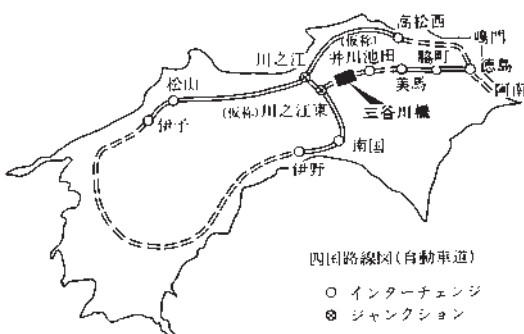 高松西
鳴門
川之江
(仮称)
井川池田
脇町
徳島
松山
美馬
阿南
(仮称)川之江東
三谷川橋
伊予
南国
伊野
四国路線図(自動車道)
インターチェンジ
ジャンクション